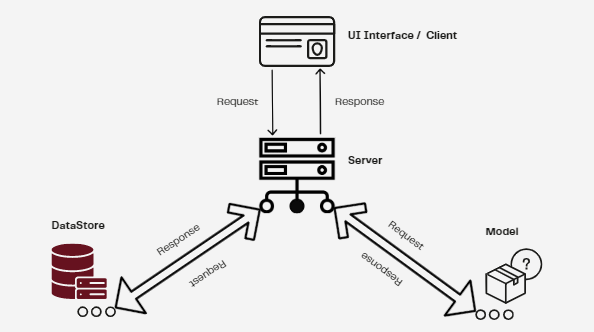 UI Interface / Client
Request
Response
Server
DataStore
Response
Request
Request
Response
Model
?